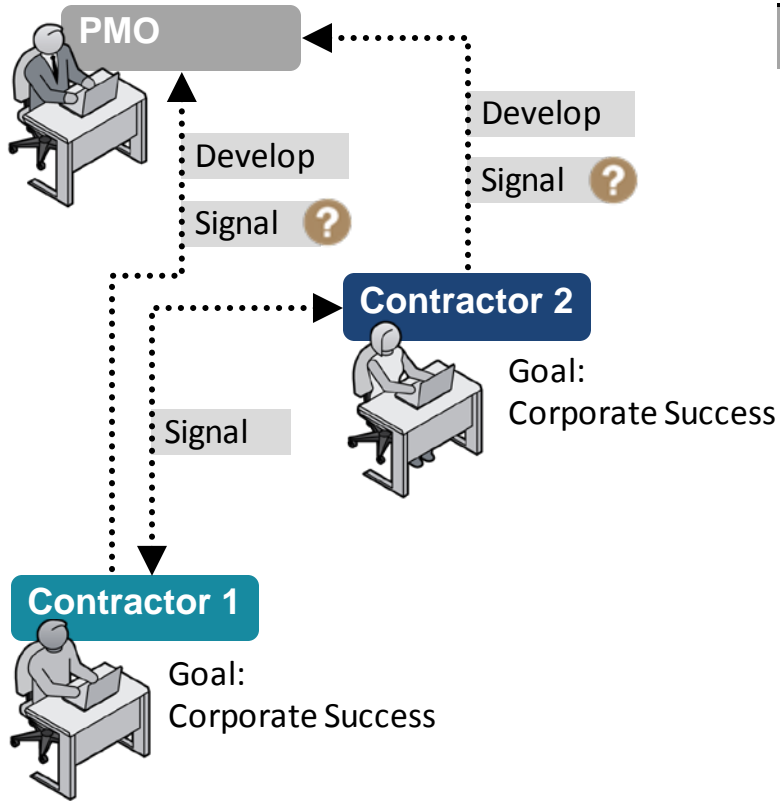 PMO
Develop
Signal ?
Develop
Signal ?
Contractor 2
Goal:
Corporate Success
Signal
Contractor 1
Goal:
Corporate Success